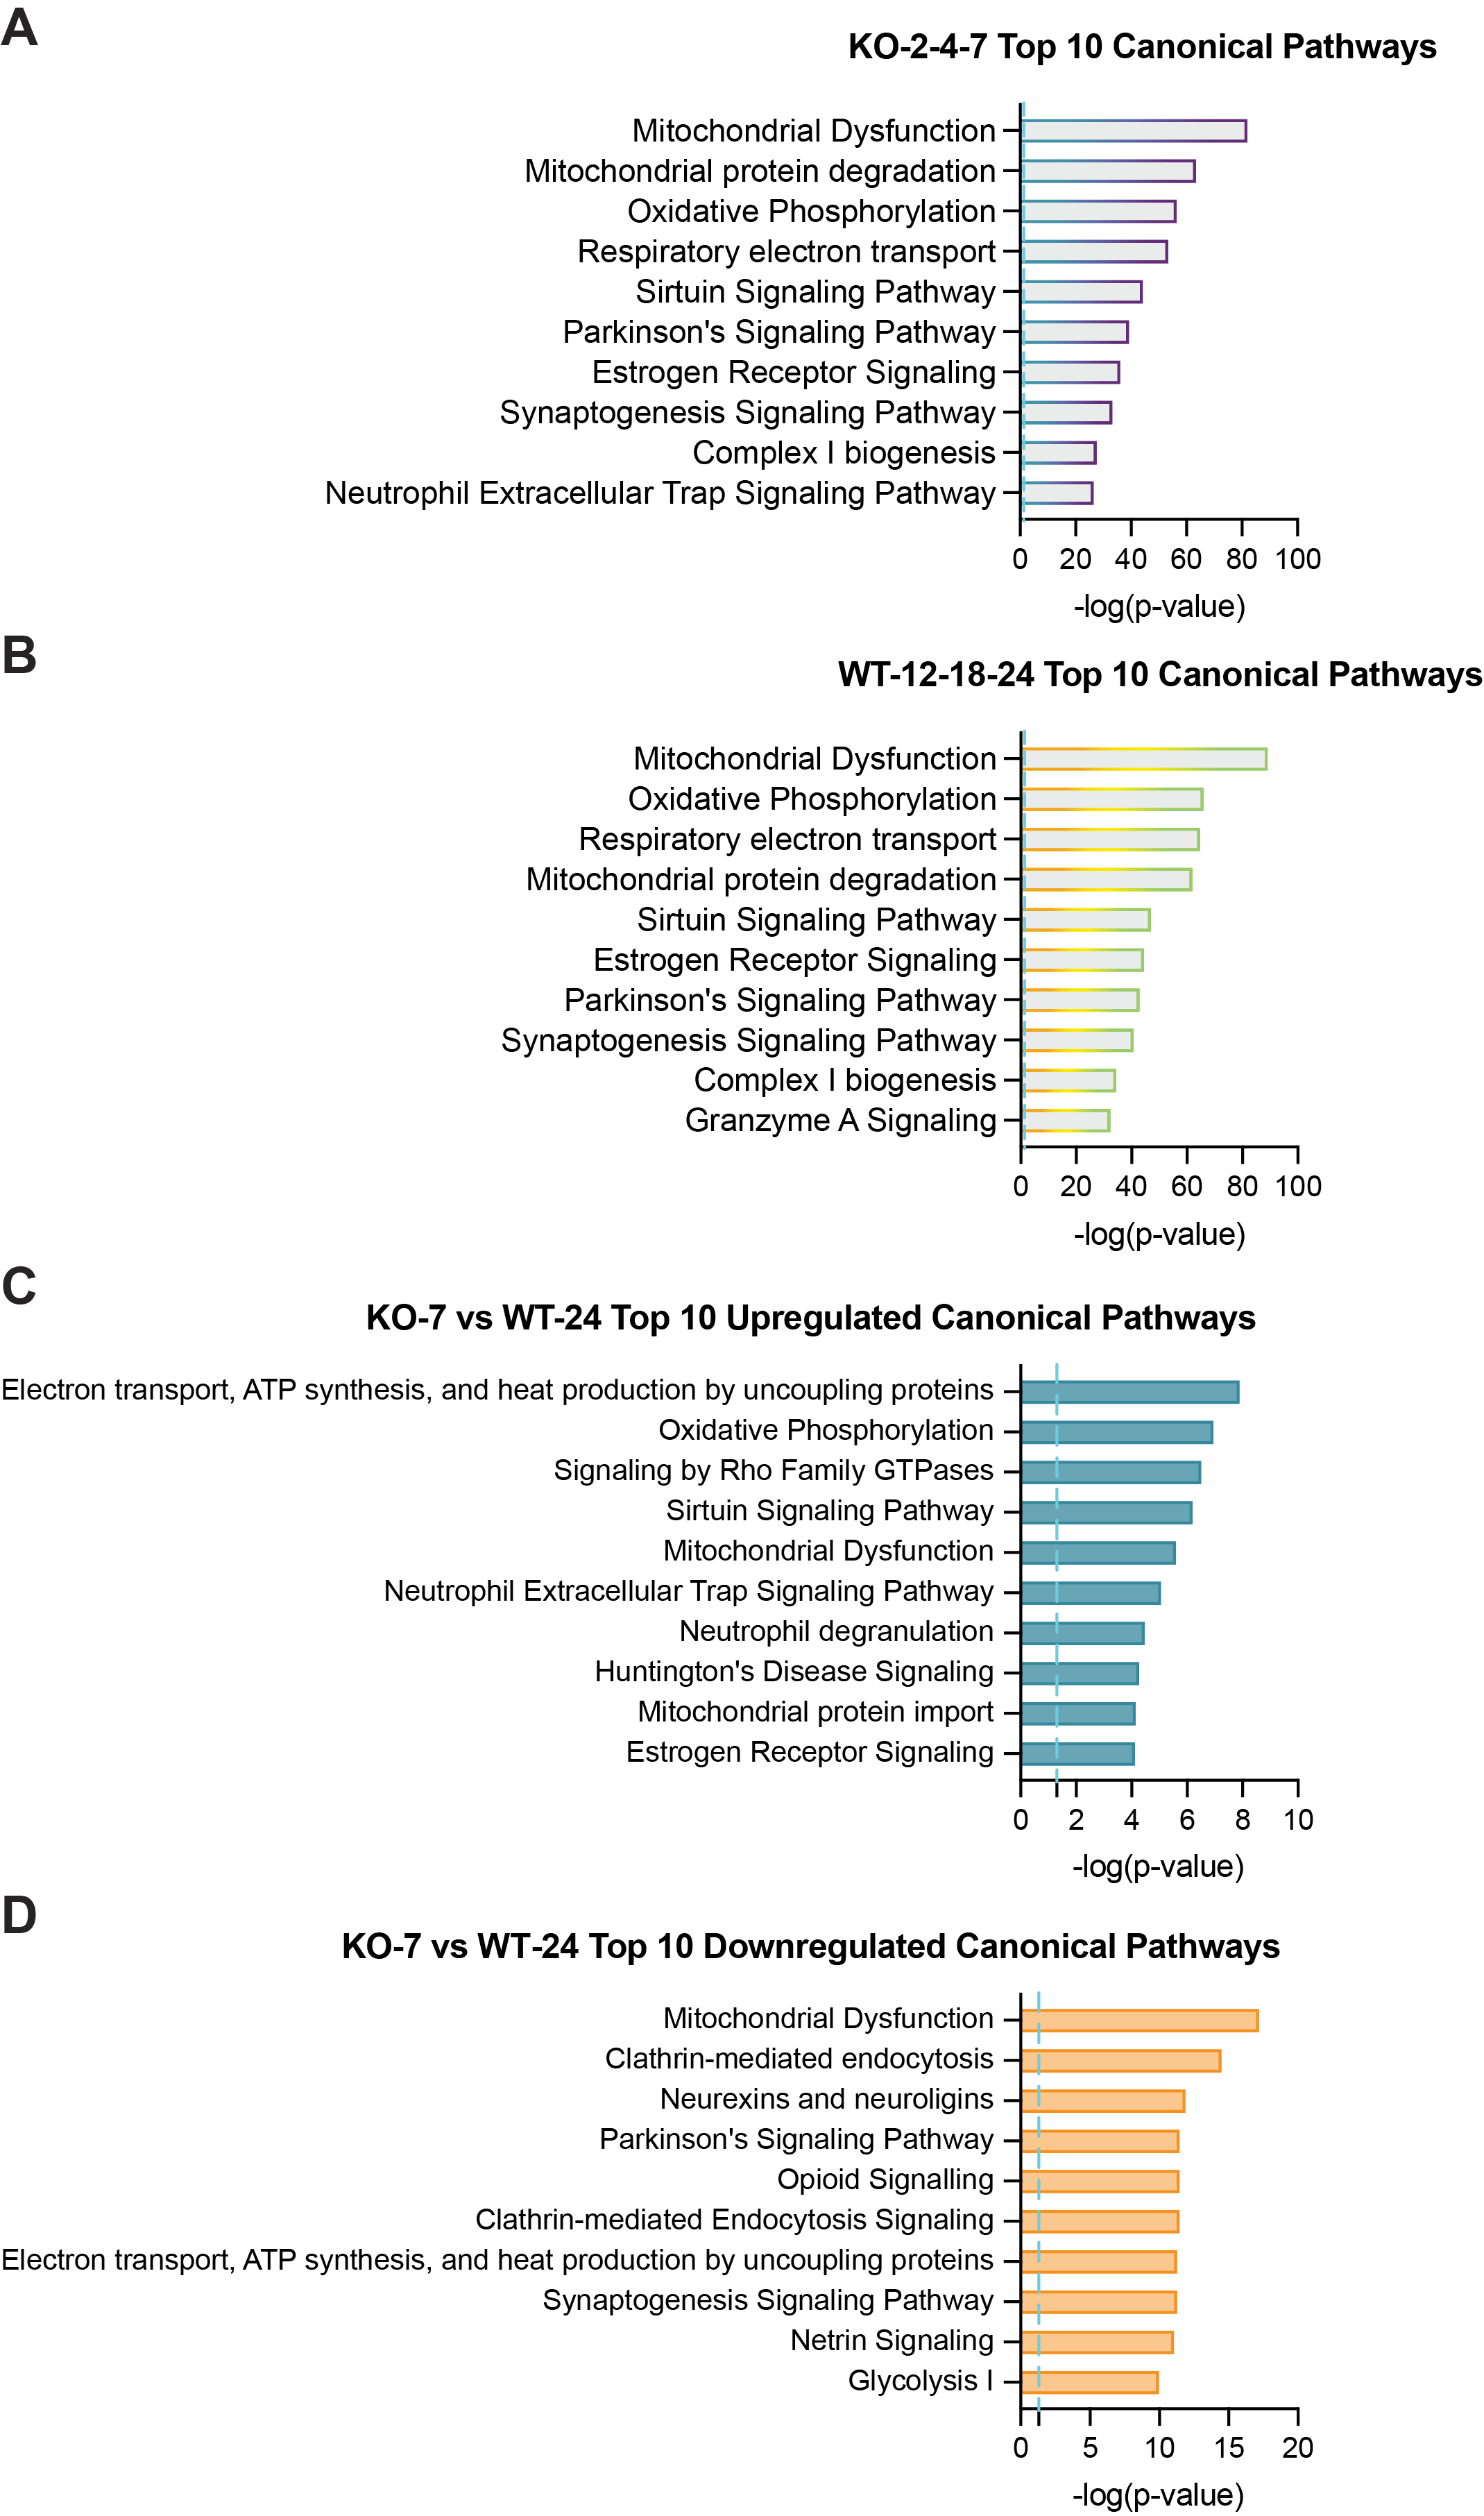 A
KO-2-4-7 Top 10 Canonical Pathways
Mitochondrial Dysfunction
Mitochondrial protein degradation
Oxidative Phosphorylation
Respiratory electron transport
Sirtuin Signaling Pathway
Parkinson's Signaling Pathway
Estrogen Receptor Signaling
Synaptogenesis Signaling Pathway
Complex I biogenesis
Neutrophil Extracellular Trap Signaling Pathway
0 20 40 60 80 100
-log(p-value)
B
WT-12-18-24 Top 10 Canonical Pathways
Mitochondrial Dysfunction
Oxidative Phosphorylation
Respiratory electron transport
Mitochondrial protein degradation
Sirtuin Signaling Pathway
Estrogen Receptor Signaling
Parkinson's Signaling Pathway
Synaptogenesis Signaling Pathway
Complex I biogenesis
Granzyme A Signaling
0 20 40 60 80 100
-log(p-value)
C
KO-7 vs WT-24 Top 10 Upregulated Canonical Pathways
Electron transport, ATP synthesis, and heat production by uncoupling proteins
Oxidative Phosphorylation
Signaling by Rho Family GTPases
Sirtuin Signaling Pathway
Mitochondrial Dysfunction
Neutrophil Extracellular Trap Signaling Pathway
Neutrophil degranulation
Huntington's Disease Signaling
Mitochondrial protein import
Estrogen Receptor Signaling
0 2 4 6 8 10
-log(p-value)
D
KO-7 vs WT-24 Top 10 Downregulated Canonical Pathways
Mitochondrial Dysfunction
Clathrin-mediated endocytosis
Neurexins and neuroligins
Parkinson's Signaling Pathway
Opioid Signalling
Clathrin-mediated Endocytosis Signaling
Electron transport, ATP synthesis, and heat production by uncoupling proteins
Synaptogenesis Signaling Pathway
Netrin Signaling
Glycolysis I
0 5 10 15 20
-log(p-value)